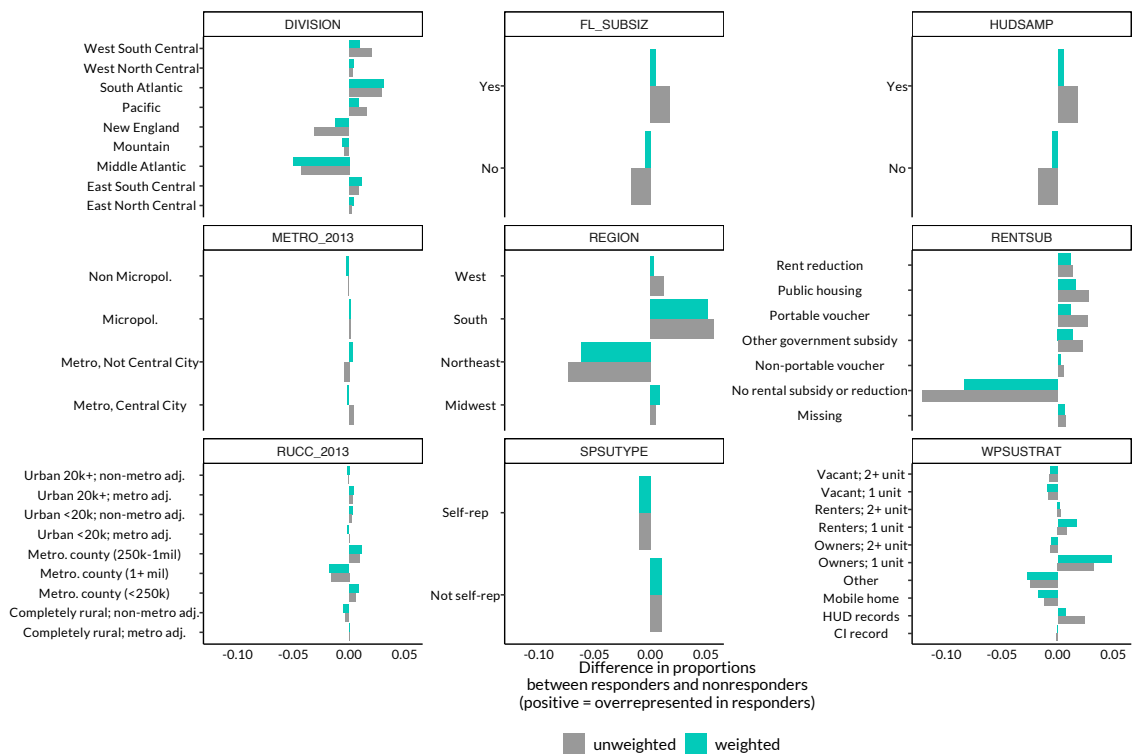 DIVISION
West South Central
West North Central
South Atlantic
Pacific
New England
Mountain
Middle Atlantic
East South Central
East North Central
FL_SUBSIZ
Yes
No
HUDSAMP
Yes
No
METRO_2013
Non Micropol.
Micropol.
Metro, Not Central City
Metro, Central City
REGION
West
South
Northeast
Midwest
RENTSUB
Rent reduction
Public housing
Portable voucher
Other government subsidy
Non-portable voucher
No rental subsidy or reduction
Missing
RUCC_2013
Urban 20k+; non-metro adj.
Urban 20k+; metro adj.
Urban <20k; non-metro adj.
Urban <20k; metro adj.
Metro. county (250k-1mil)
Metro. county (1+ mil)
Metro. county (<250k)
Completely rural; non-metro adj.
Completely rural; metro adj.
-0.10 -0.05 0.00 0.05
SPSUTYPE
Self-rep
Not self-rep
-0.10 -0.05 0.00 0.05
WPSUSTRAT
Vacant; 2+ unit
Vacant; 1 unit
Renters; 2+ unit
Renters; 1 unit
Owners; 2+ unit
Owners; 1 unit
Other
Mobile home
HUD records
CI record
-0.10 -0.05 0.00 0.05
Difference in proportions
between responders and nonresponders
(positive = overrepresented in responders)
unweighted weighted